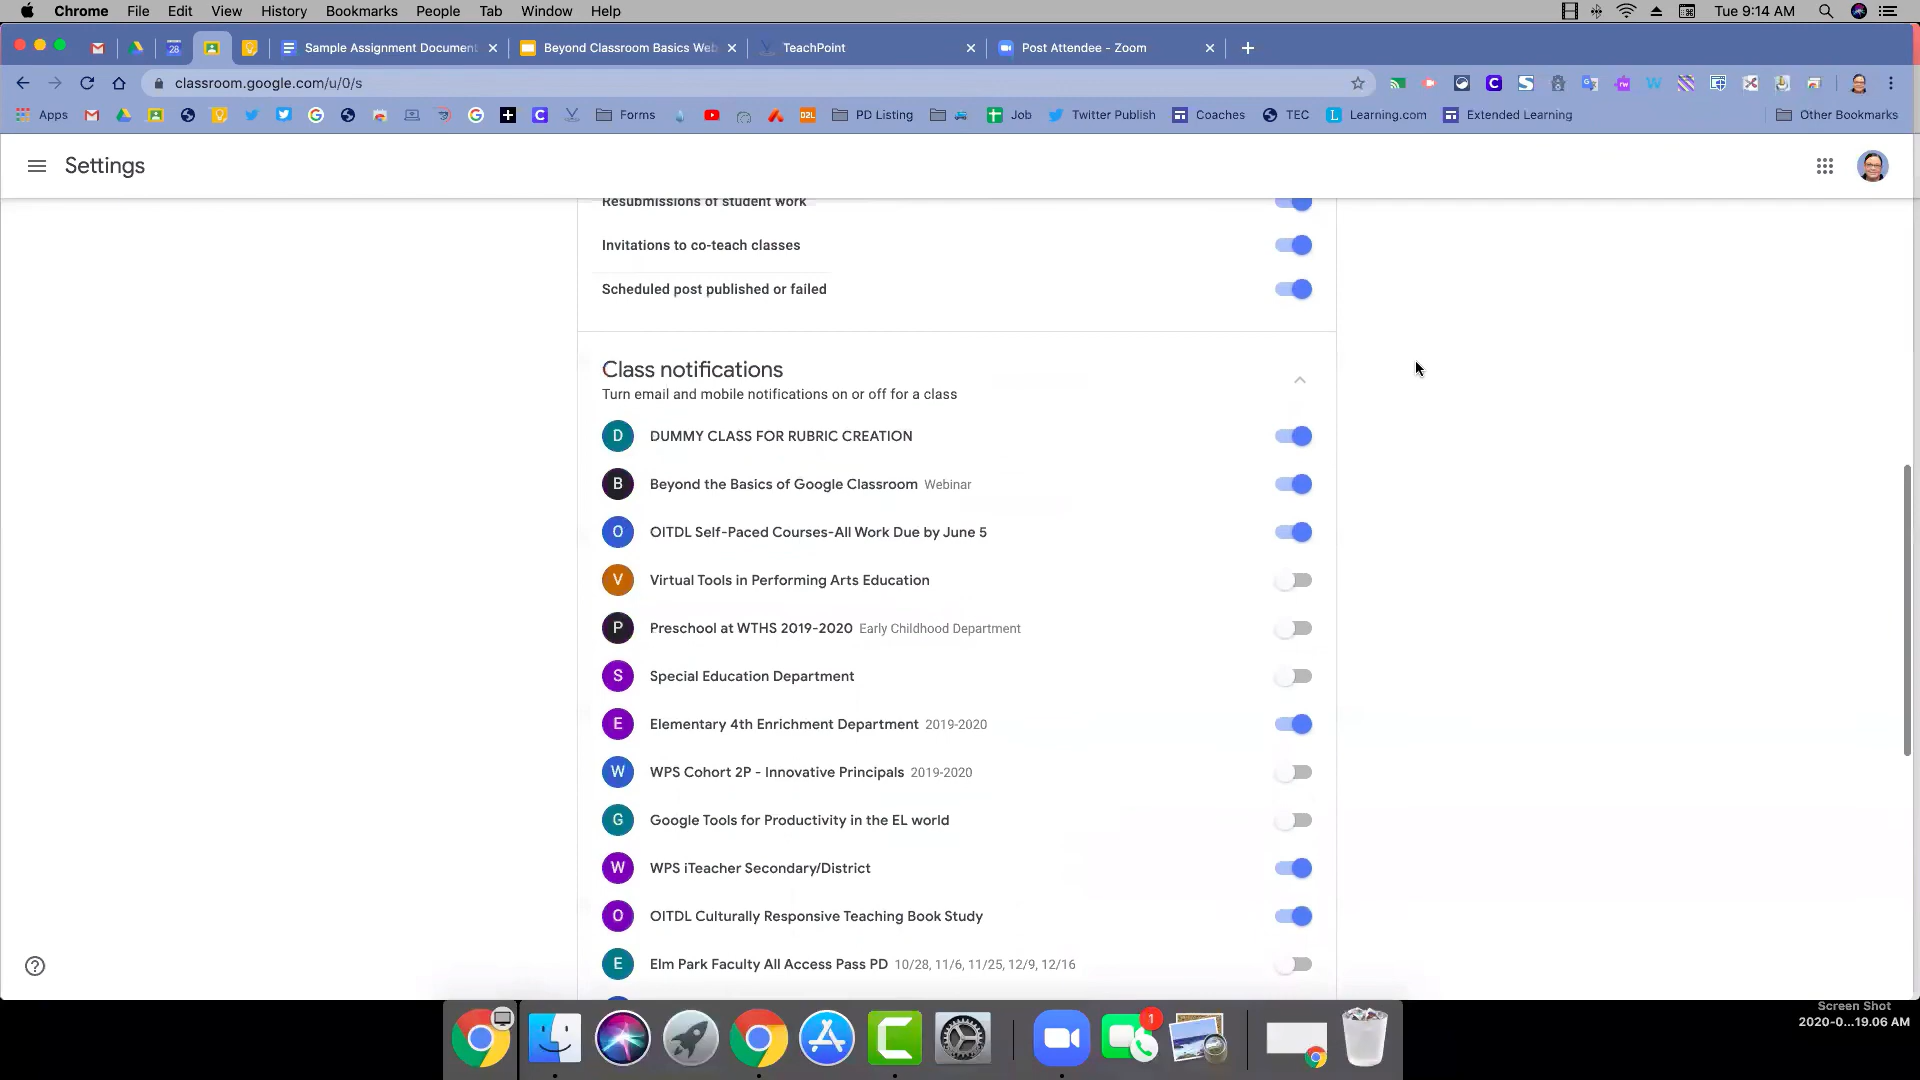 Chrome File Edit View History Bookmarks People Tab Window Help Tue 9:14 AM
28 Sample Assignment Document Beyond Classroom Basics Web TeachPoint Post Attendee - Zoom
classroom.google.com/u/0/s
Apps Forms D2L PD Listing Job Twitter Publish Coaches TEC Learning.com Extended Learning Other Bookmarks
Settings
Resubmissions of student work
Invitations to co-teach classes
Scheduled post published or failed
Class notifications
Turn email and mobile notifications on or off for a class
D DUMMY CLASS FOR RUBRIC CREATION
B Beyond the Basics of Google Classroom Webinar
O OITDL Self-Paced Courses-All Work Due by June 5
V Virtual Tools in Performing Arts Education
P Preschool at WTHS 2019-2020 Early Childhood Department
S Special Education Department
E Elementary 4th Enrichment Department 2019-2020
W WPS Cohort 2P - Innovative Principals 2019-2020
G Google Tools for Productivity in the EL world
W WPS iTeacher Secondary/District
O OITDL Culturally Responsive Teaching Book Study
E Elm Park Faculty All Access Pass PD 10/28, 11/6, 11/25, 12/9, 12/16
Screen Shot
2020-0...19.06 AM
1